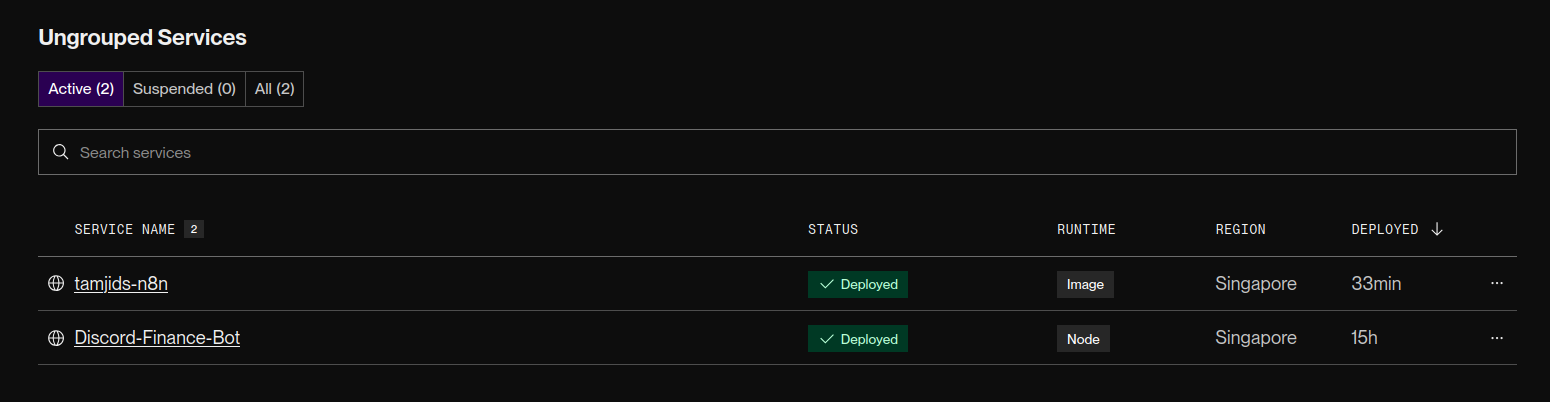 Ungrouped Services
Active (2) Suspended (0) All (2)
Search services
SERVICE NAME 2 STATUS RUNTIME REGION DEPLOYED
tamjids-n8n Deployed Image Singapore 33min
Discord-Finance-Bot Deployed Node Singapore 15h